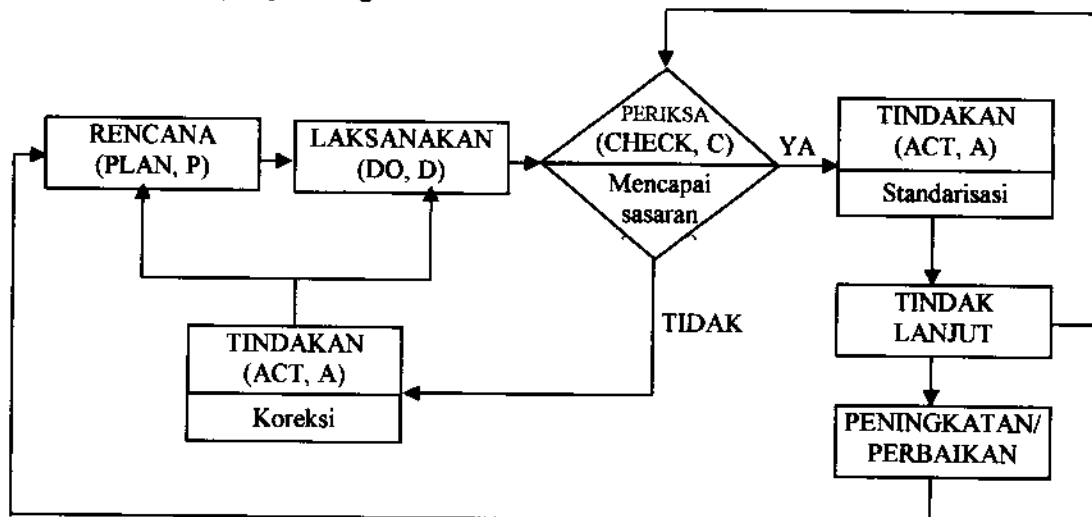 RENCANA
(PLAN, P)
LAKSANAKAN
(DO, D)
PERIKSA
(CHECK, C)
Mencapai
sasaran
YA
TINDAKAN
(ACT, A)
Standarisasi
TIDAK
TINDAK
LANJUT
TINDAKAN
(ACT, A)
Koreksi
PENINGKATAN/
PERBAIKAN